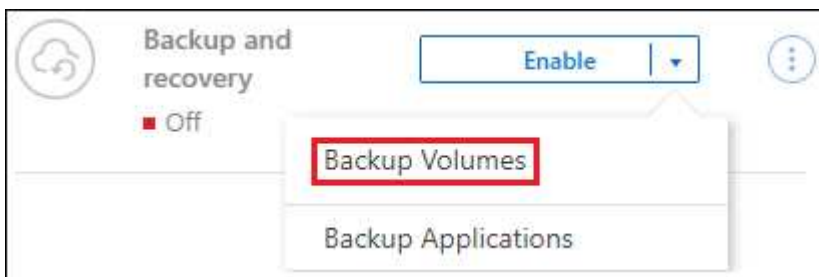 Backup and
recovery
Enable
Off
Backup Volumes
Backup Applications